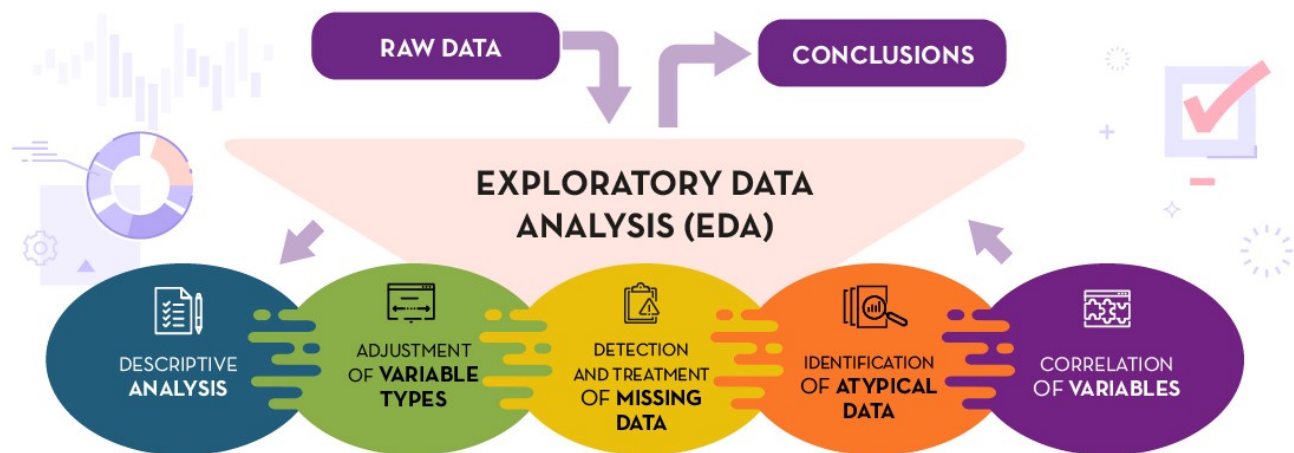 RAW DATA
CONCLUSIONS
EXPLORATORY DATA
ANALYSIS (EDA)
DESCRIPTIVE
ANALYSIS
ADJUSTMENT
OF VARIABLE
TYPES
DETECTION
AND TREATMENT
OF MISSING
DATA
IDENTIFICATION
OF ATYPICAL
DATA
CORRELATION
OF VARIABLES